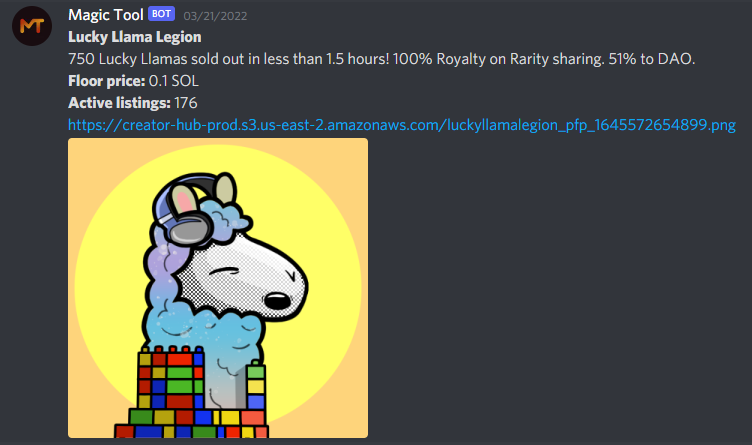 MT
Magic Tool BOT 03/21/2022
Lucky Llama Legion
750 Lucky Llamas sold out in less than 1.5 hours! 100% Royalty on Rarity sharing. 51% to DAO.
Floor price: 0.1 SOL
Active listings: 176
https://creator-hub-prod.s3.us-east-2.amazonaws.com/luckyllamalegion_pfp_1645572654899.png